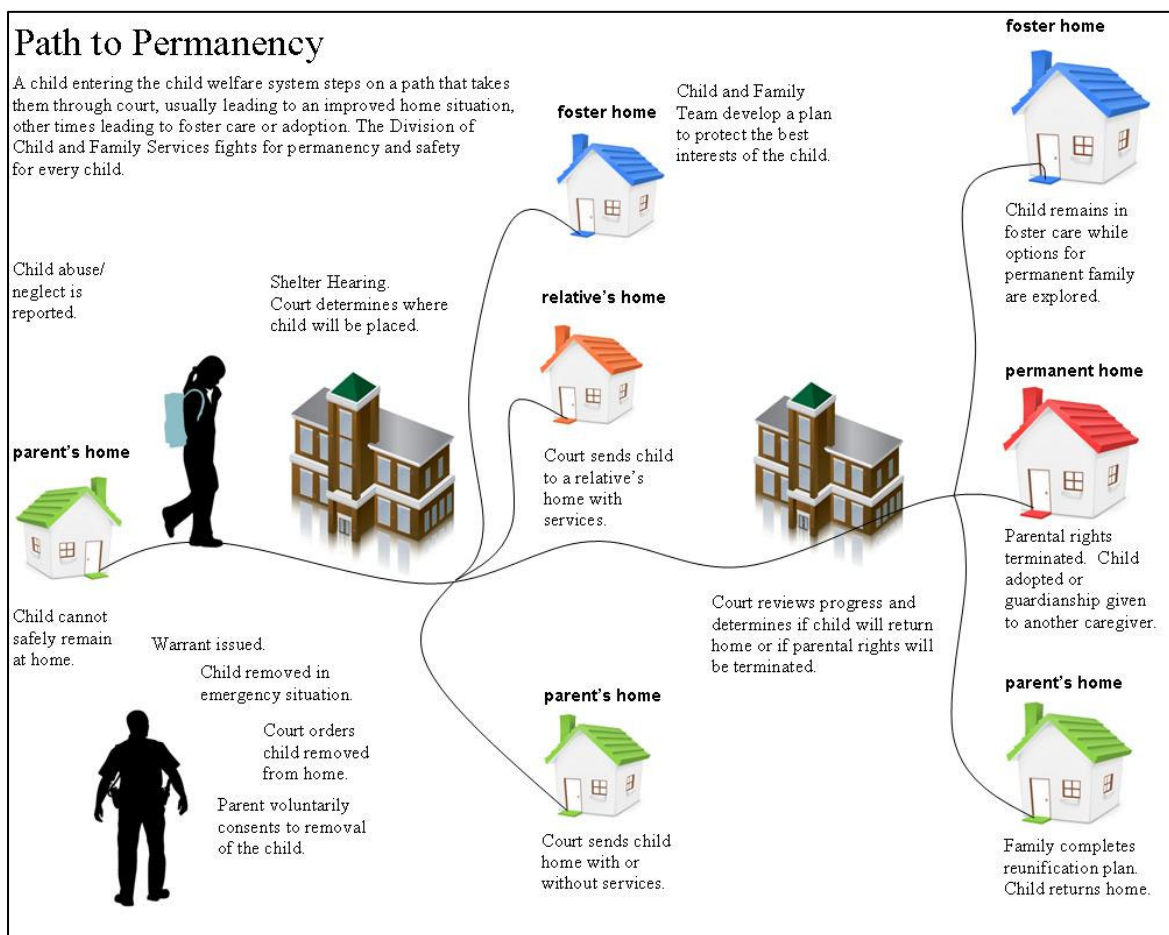 Path to Permanency
A child entering the child welfare system steps on a path that takes
them through court, usually leading to an improved home situation,
other times leading to foster care or adoption. The Division of
Child and Family Services fights for permanency and safety
for every child.
Child abuse/
neglect is
reported.
parent's home
Child cannot
safely remain
at home.
Warrant issued.
Child removed in
emergency situation.
Court orders
child removed
from home.
Parent voluntarily
consents to removal
of the child.
Shelter Hearing.
Court determines where
child will be placed.
foster home
Child and Family
Team develop a plan
to protect the best
interests of the child.
relative's home
Court sends child
to a relative's
home with
services.
parent's home
Court sends child
home with or
without services.
Court reviews progress and
determines if child will return
home or if parental rights will
be terminated.
foster home
Child remains in
foster care while
options for
permanent family
are explored.
permanent home
Parental rights
terminated. Child
adopted or
guardianship given
to another caregiver.
parent's home
Family completes
reunification plan.
Child returns home.